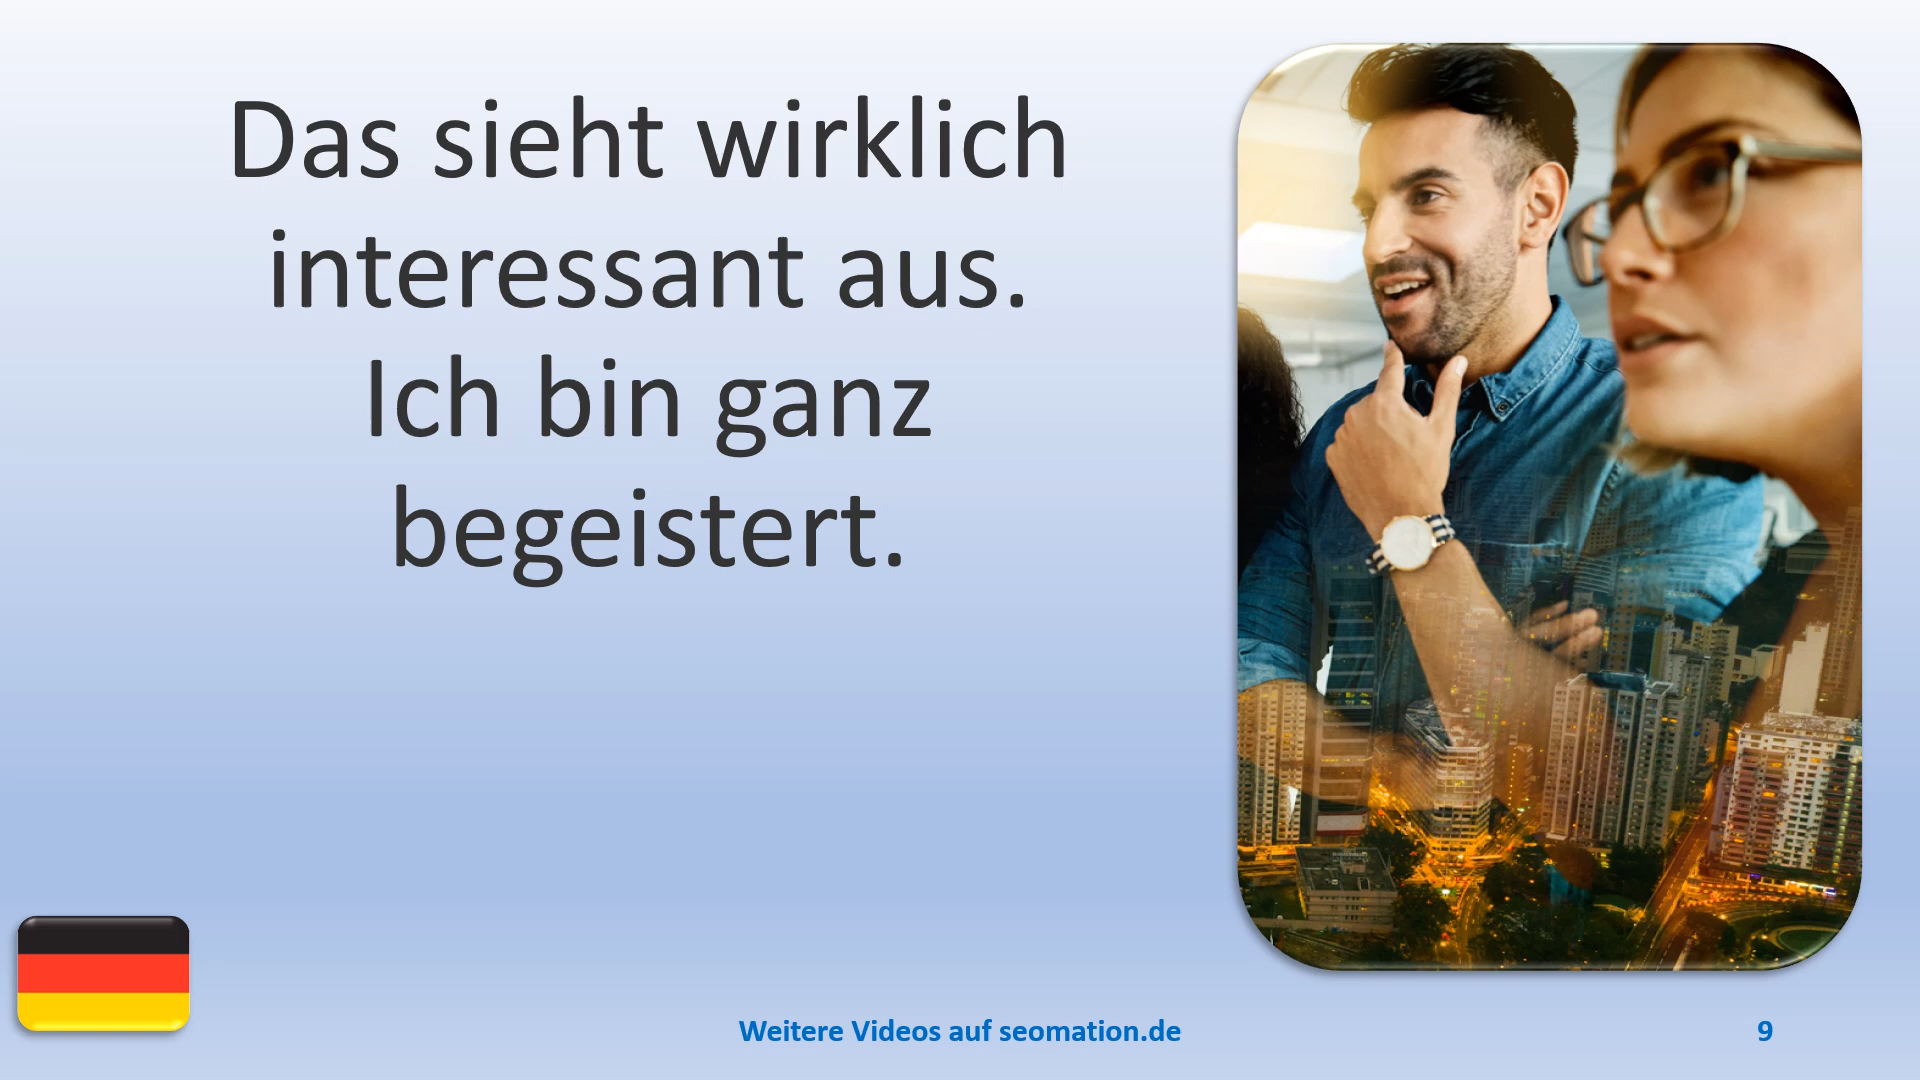 Das sieht wirklich
interessant aus.
Ich bin ganz
begeistert.
Weitere Videos auf seomation.de
9